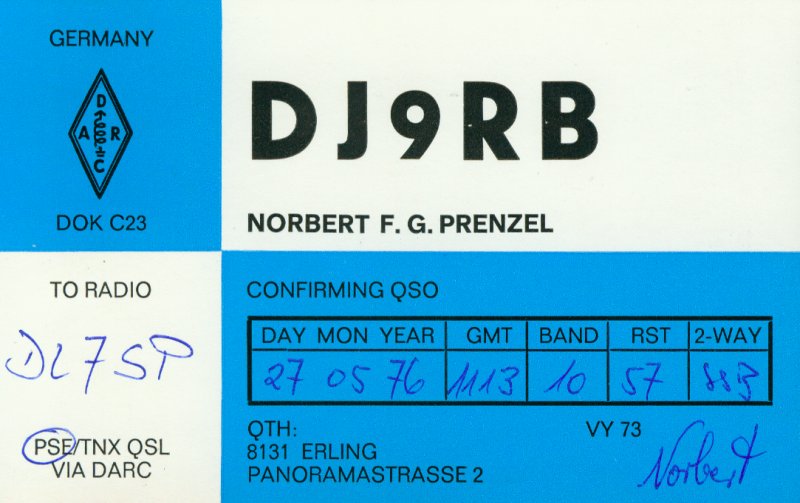 GERMANY
D
A R
C
DOK C23
DJ9RB
NORBERT F. G. PRENZEL
TO RADIO
DL7SP
PSE/TNX QSL
VIA DARC
CONFIRMING QSO
DAY MON YEAR GMT BAND RST 2-WAY
27 05 76 1113 10 57 SSB
QTH:
8131 ERLING
PANORAMASTRASSE 2
VY 73
Norbert